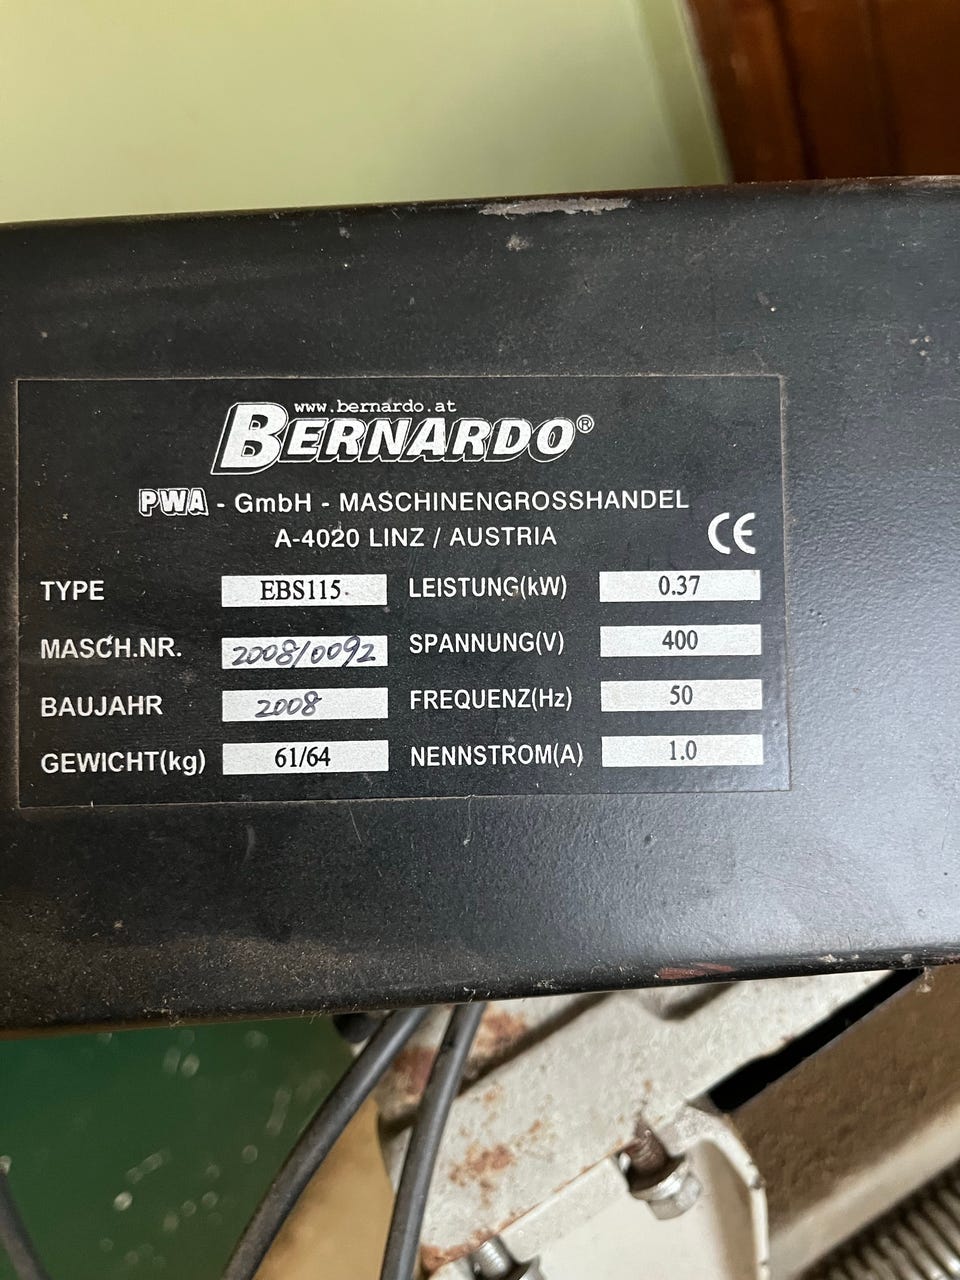 www.bernardo.at
BERNARDO®
PWA - GmbH - MASCHINENGROSSHANDEL
A-4020 LINZ / AUSTRIA
CE
TYPE EBS115 LEISTUNG(kW) 0.37
MASCH.NR. 2008/0092 SPANNUNG(V) 400
BAUJAHR 2008 FREQUENZ(Hz) 50
GEWICHT(kg) 61/64 NENNSTROM(A) 1.0